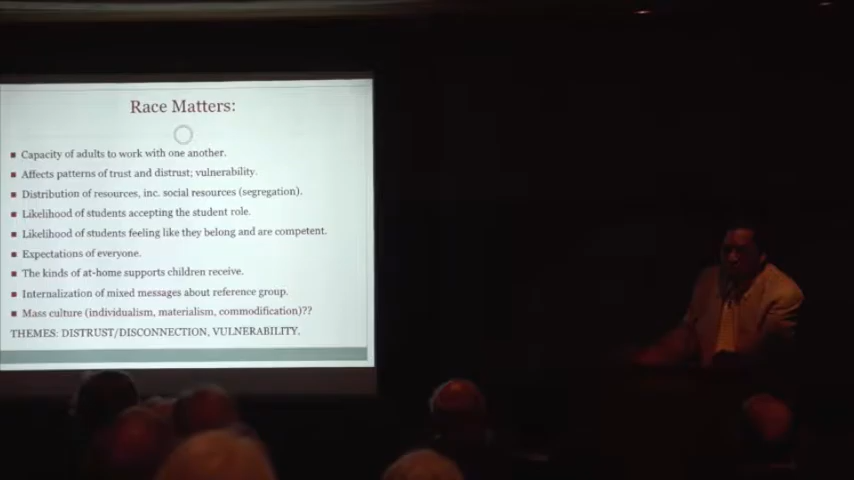 Race Matters:
Capacity of adults to work with one another.
Affects patterns of trust and distrust; vulnerability.
Distribution of resources, inc. social resources (segregation).
Likelihood of students accepting the student role.
Likelihood of students feeling like they belong and are competent.
Expectations of everyone.
The kinds of at-home supports children receive.
Internalization of mixed messages about reference group.
Mass culture (individualism, materialism, commodification)??
THEMES: DISTRUST/DISCONNECTION, VULNERABILITY.